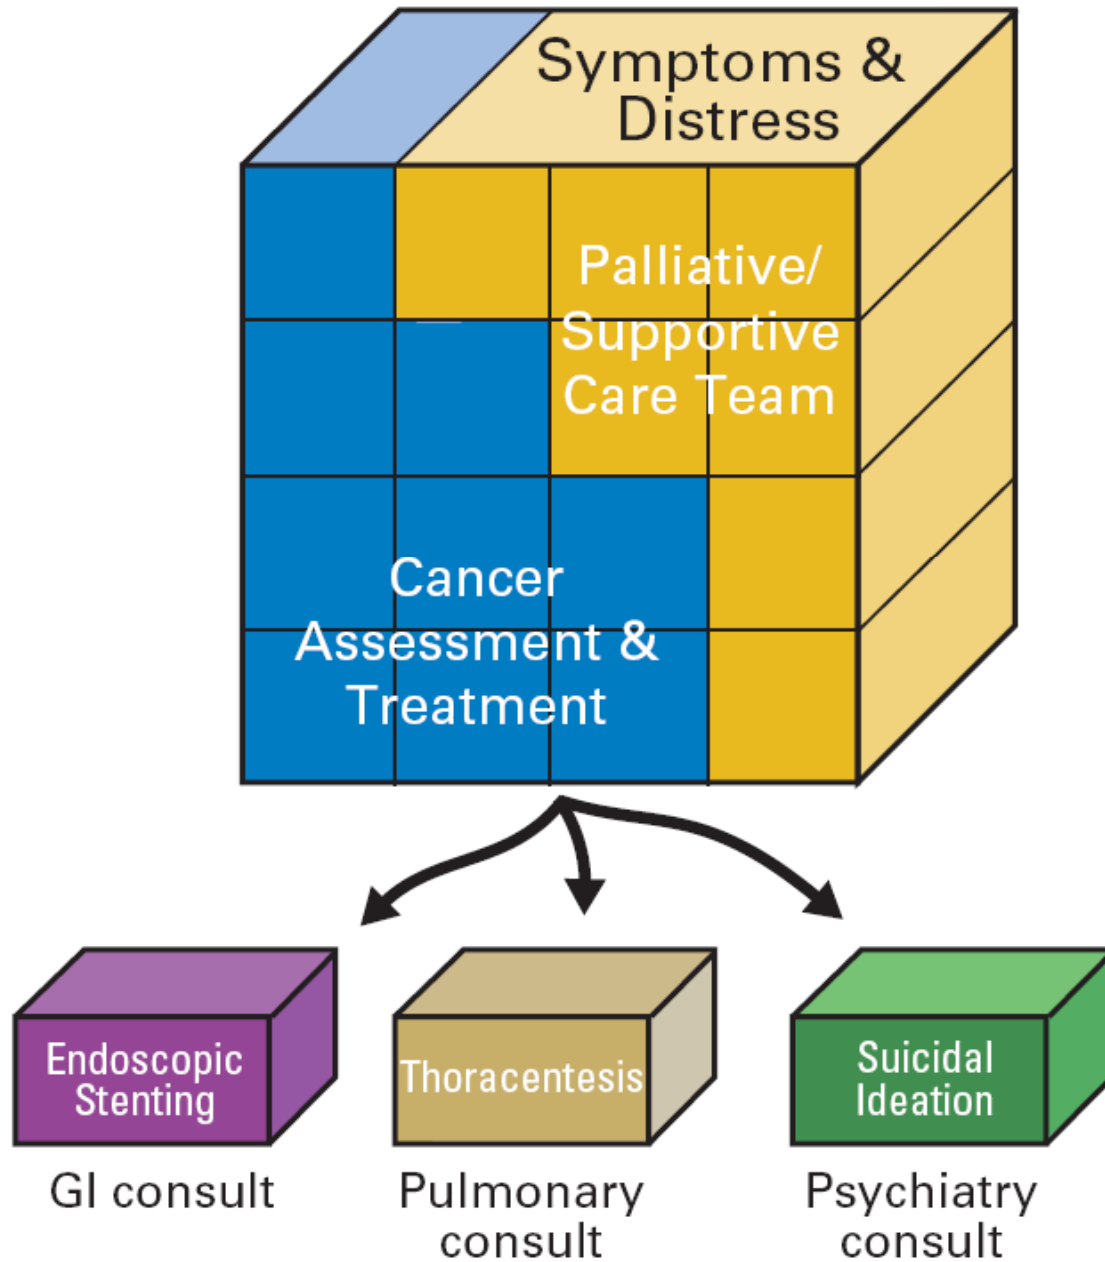 Symptoms &
Distress
Palliative/
Supportive
Care Team
Cancer
Assessment &
Treatment
Endoscopic
Stenting
GI consult
Thoracentesis
Pulmonary
consult
Suicidal
Ideation
Psychiatry
consult